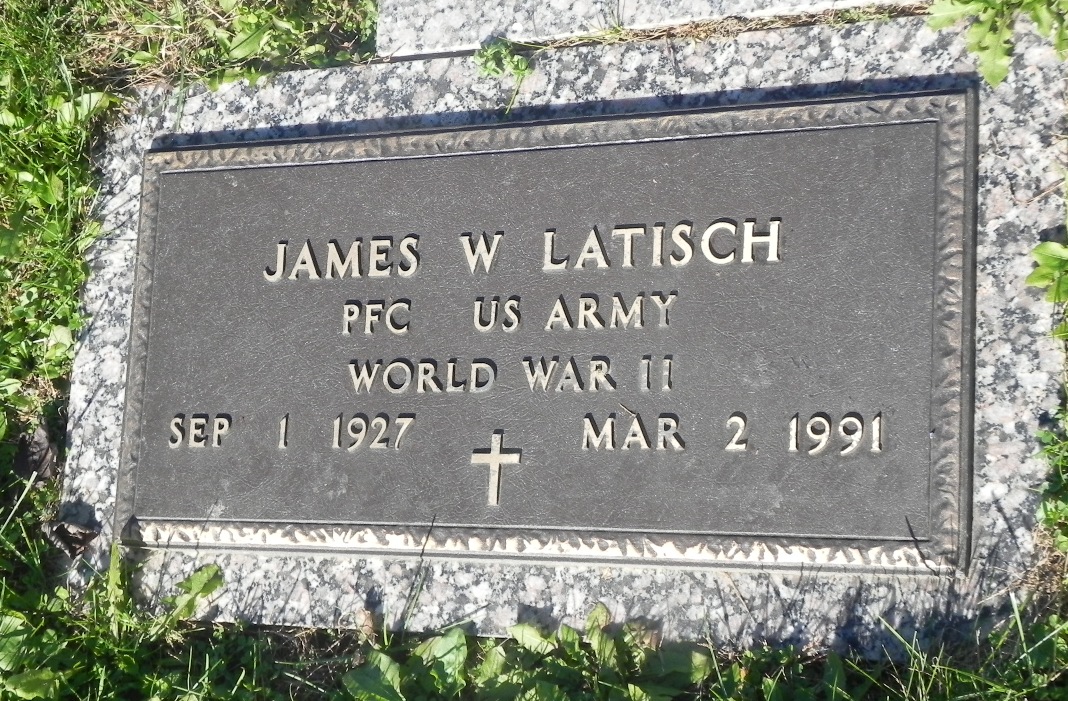 JAMES W LATISCH
PFC US ARMY
WORLD WAR II
SEP 1 1927 MAR 2 1991